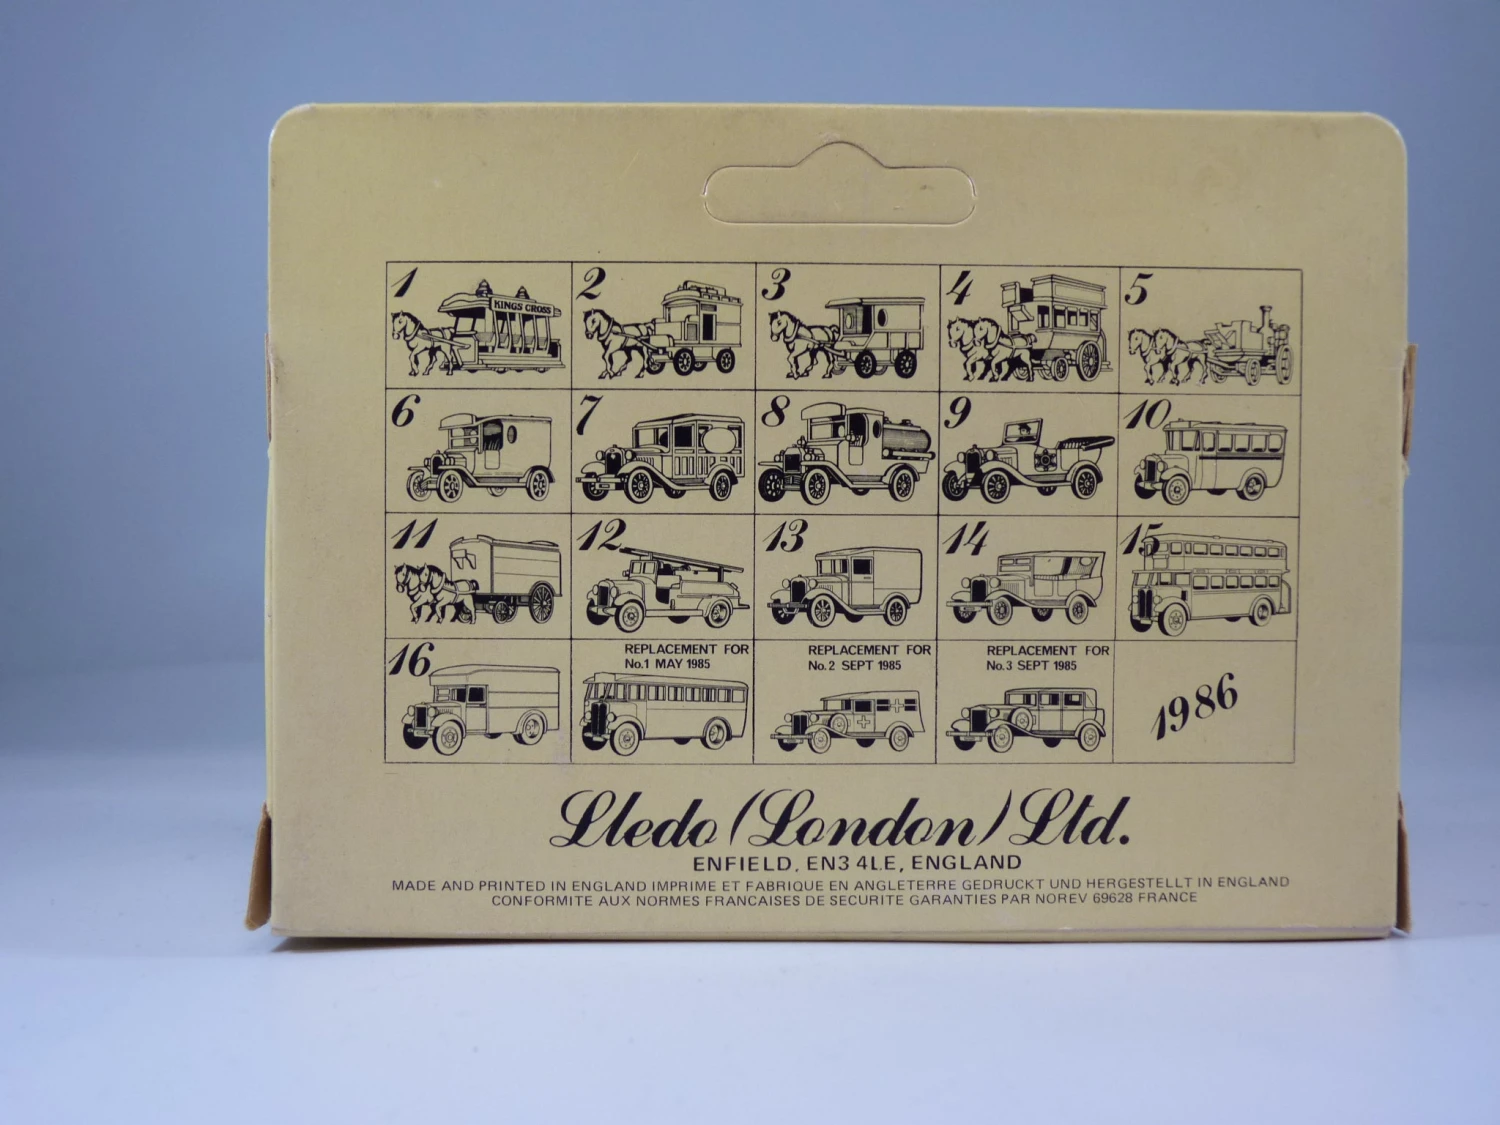 1 2 3 4 5
KINGS CROSS
6 7 8 9 10
11 12 13 14 15
16
REPLACEMENT FOR
No.1 MAY 1985
REPLACEMENT FOR
No.2 SEPT 1985
REPLACEMENT FOR
No.3 SEPT 1985
1986
Lledo (London) Ltd.
ENFIELD, EN3 4LE, ENGLAND
MADE AND PRINTED IN ENGLAND IMPRIME ET FABRIQUE EN ANGLETERRE GEDRUCKT UND HERGESTELLT IN ENGLAND
CONFORMITE AUX NORMES FRANCAISES DE SECURITE GARANTIES PAR NOREV 69628 FRANCE